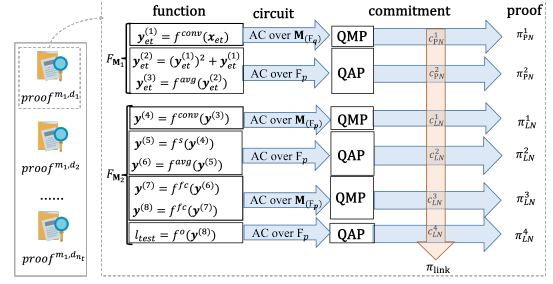 function circuit commitment proof
proof^{m_1,d_1}
proof^{m_1,d_2}
......
proof^{m_1,d_{n_t}}
F_{M_1}
y_{et}^{(1)} = f^{conv}(x_{et}) AC over M_{(F_q)} QMP c_{PN}^1 π_{PN}^1
y_{et}^{(2)} = (y_{et}^{(1)})^2 + y_{et}^{(1)}
y_{et}^{(3)} = f^{avg}(y_{et}^{(2)}) AC over F_p QAP c_{PN}^2 π_{PN}^2
F_{M_2}
y^{(4)} = f^{conv}(y^{(3)}) AC over M_{(F_p)} QMP c_{LN}^1 π_{LN}^1
y^{(5)} = f^s(y^{(4)})
y^{(6)} = f^{avg}(y^{(5)}) AC over F_p QAP c_{LN}^2 π_{LN}^2
y^{(7)} = f^{fc}(y^{(6)})
y^{(8)} = f^{fc}(y^{(7)}) AC over M_{(F_p)} QMP c_{LN}^3 π_{LN}^3
l_{test} = f^o(y^{(8)}) AC over F_p QAP c_{LN}^4 π_{LN}^4
π_{link}